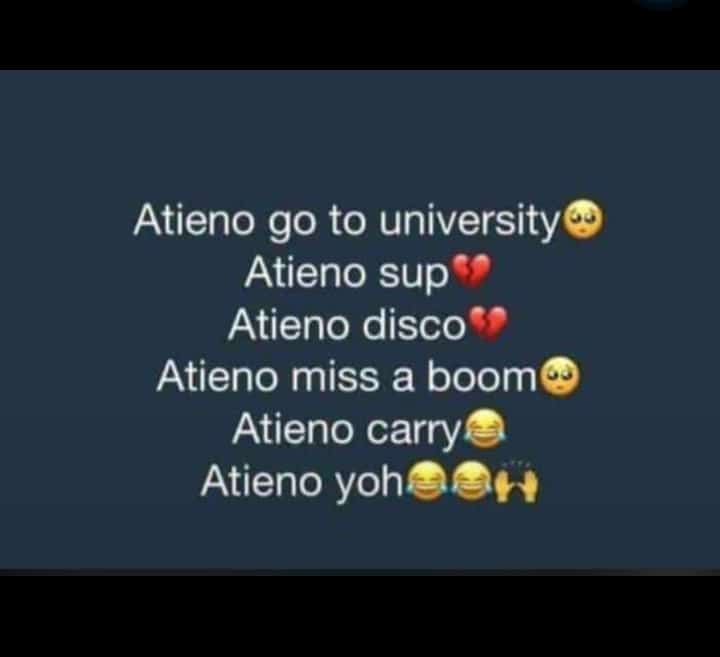 Atieno go to university🥺
Atieno sup💔
Atieno disco💔
Atieno miss a boom🥺
Atieno carry😂
Atieno yoh😂😂🙌